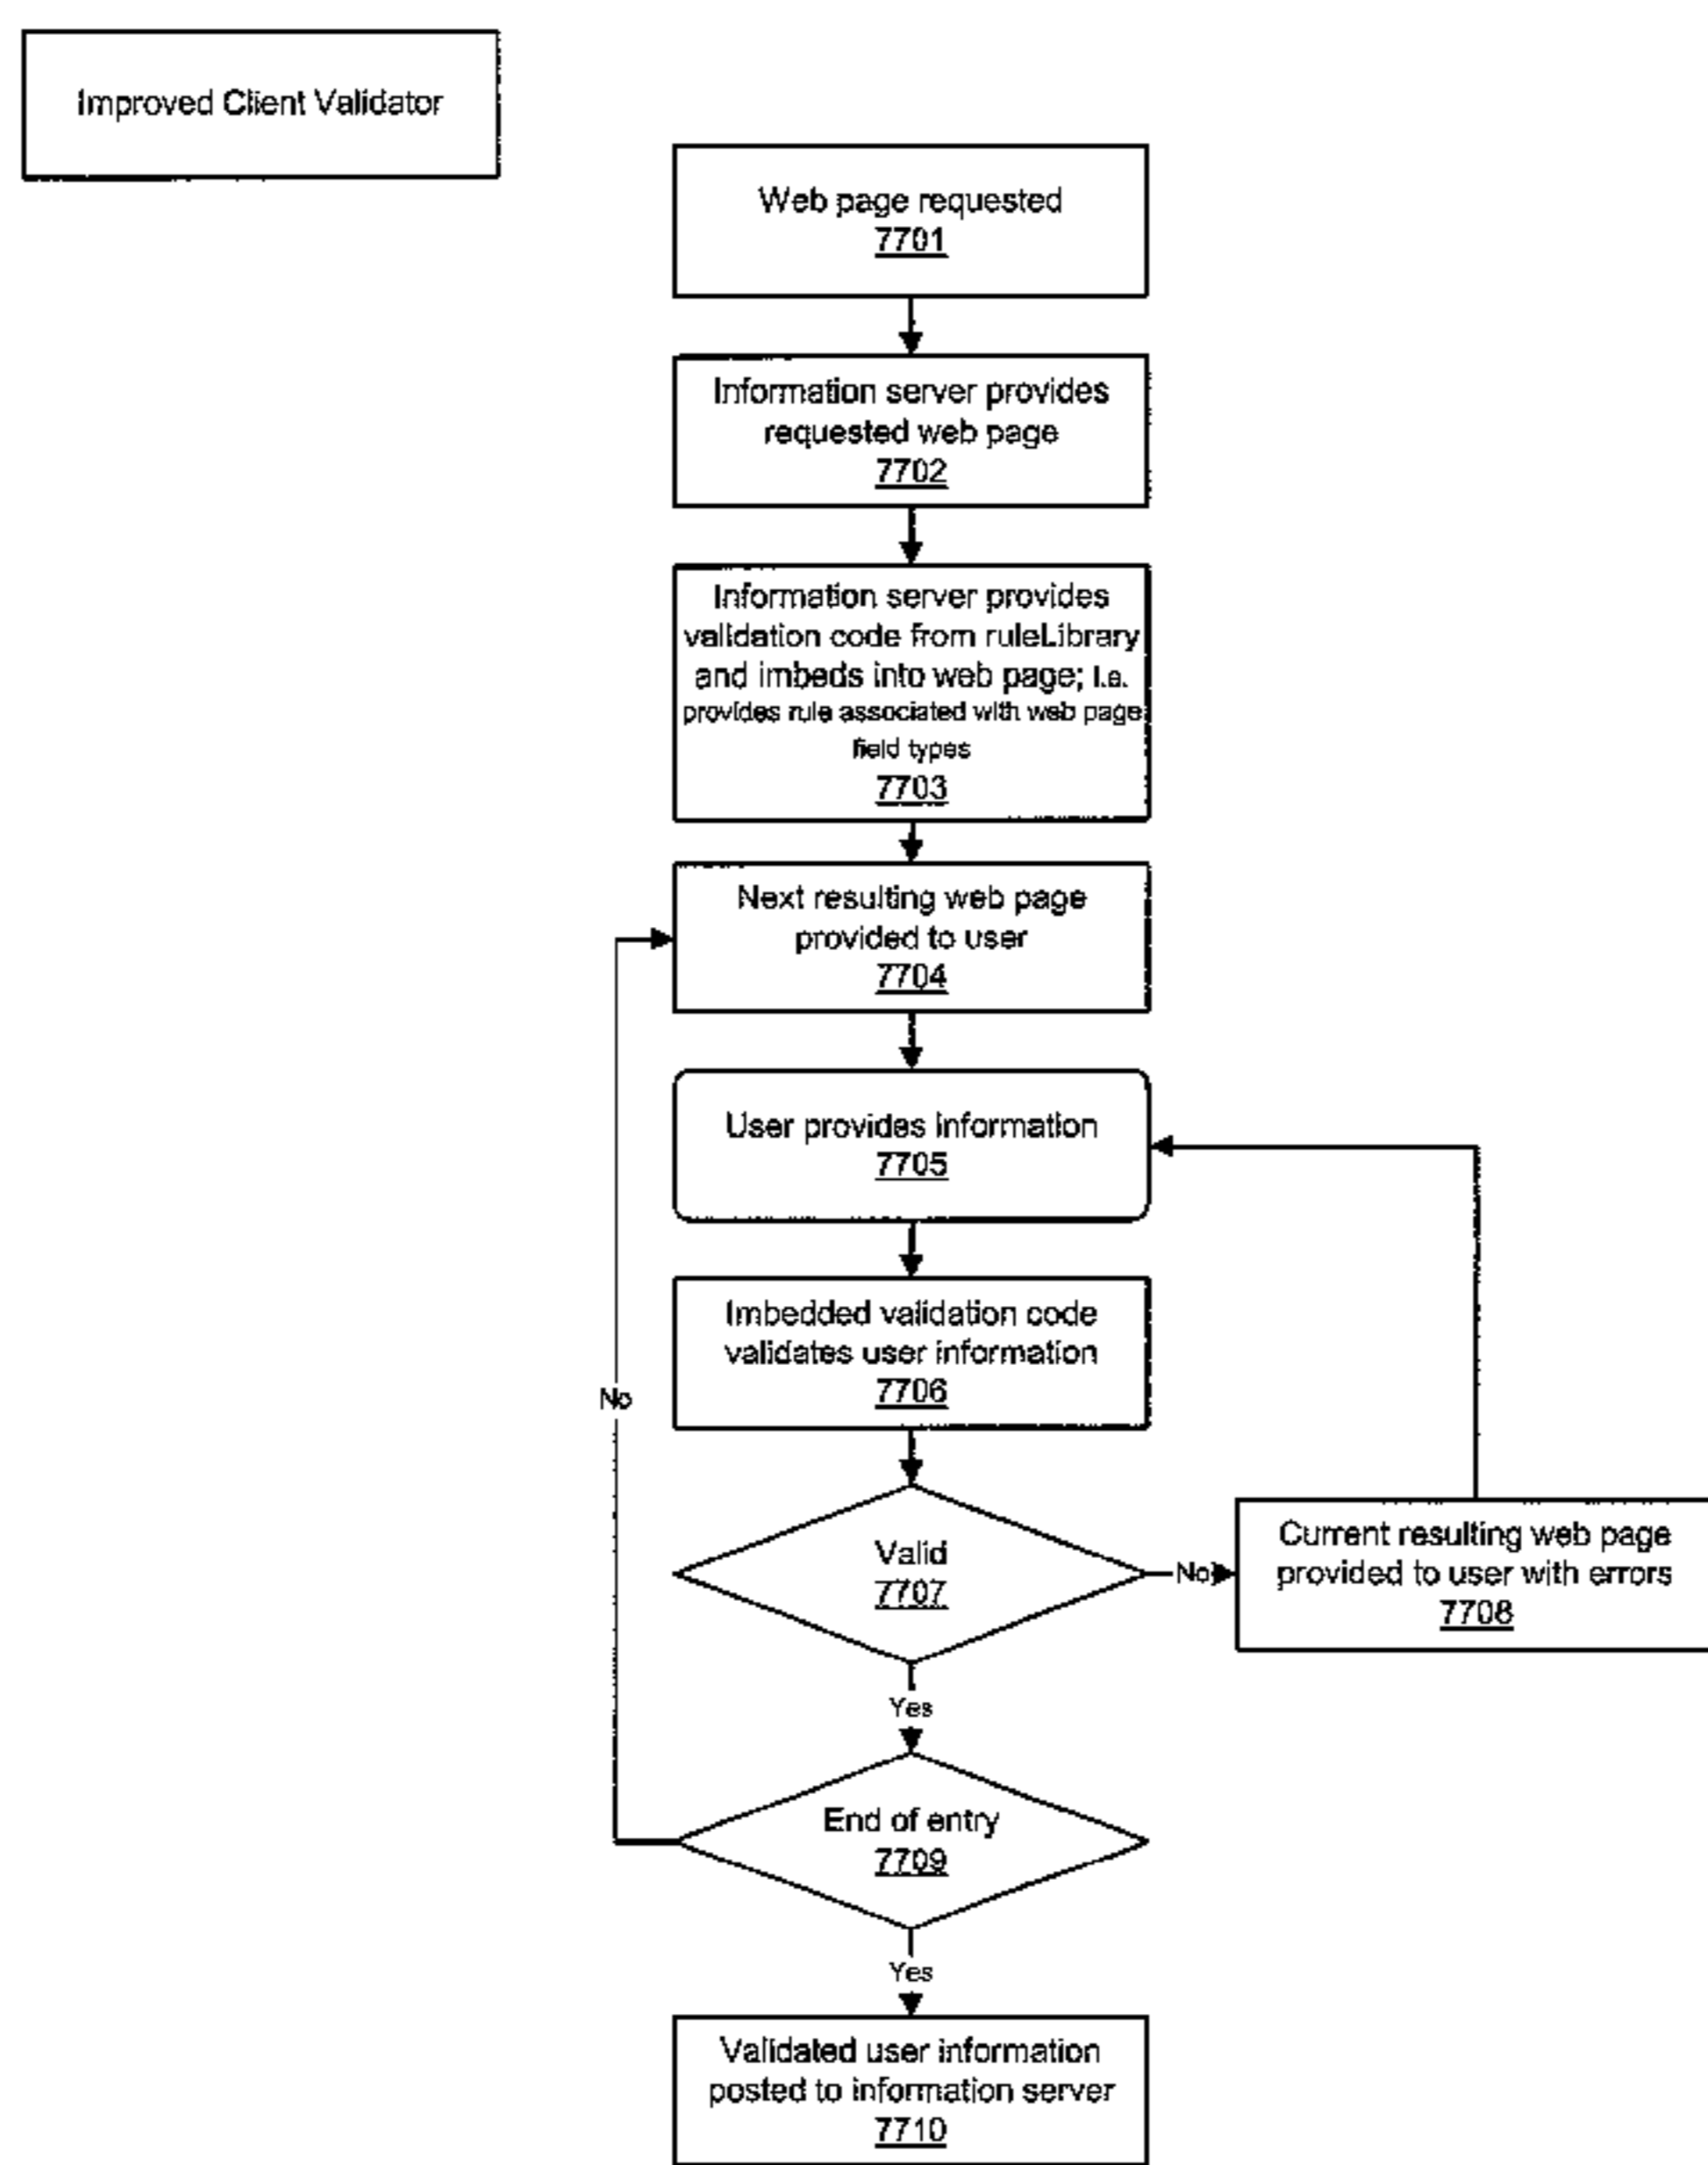 Improved Client Validator
Web page requested
7701
Information server provides
requested web page
7702
Information server provides
validation code from ruleLibrary
and imbeds into web page; i.e.
provides rule associated with web page
field types
7703
Next resulting web page
provided to user
7704
User provides information
7705
Imbedded validation code
validates user information
7706
No
Valid
7707
No
Current resulting web page
provided to user with errors
7708
Yes
End of entry
7709
Yes
Validated user information
posted to information server
7710